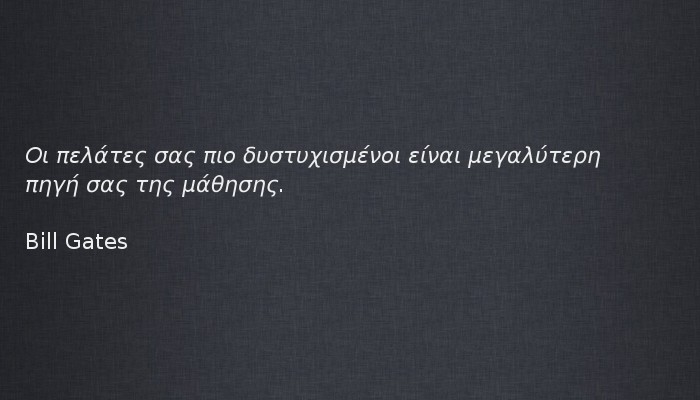 Οι πελάτες σας πιο δυστυχισμένοι είναι μεγαλύτερη
πηγή σας της μάθησης.
Bill Gates